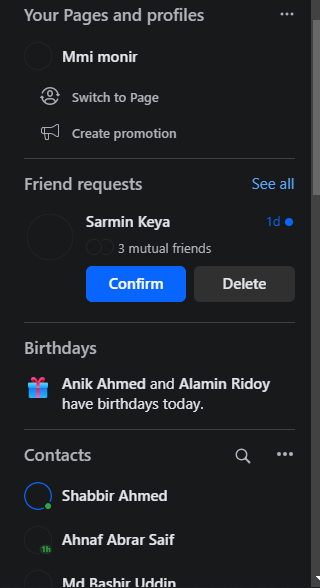 Your Pages and profiles
Mmi monir
Switch to Page
Create promotion
Friend requests See all
Sarmin Keya 1d
3 mutual friends
Confirm Delete
Birthdays
Anik Ahmed and Alamin Ridoy
have birthdays today.
Contacts
Shabbir Ahmed
Ahnaf Abrar Saif
1h
Md Bashir Uddin